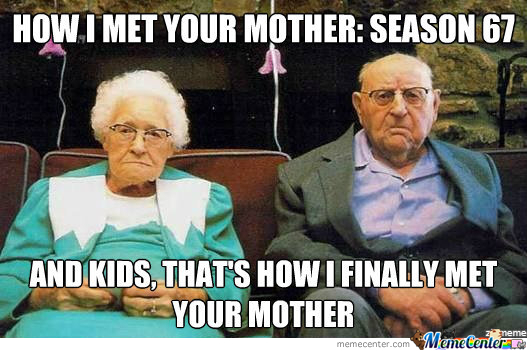 HOW I MET YOUR MOTHER: SEASON 67
AND KIDS, THAT'S HOW I FINALLY MET
YOUR MOTHER
memecenter.com MemeCenter